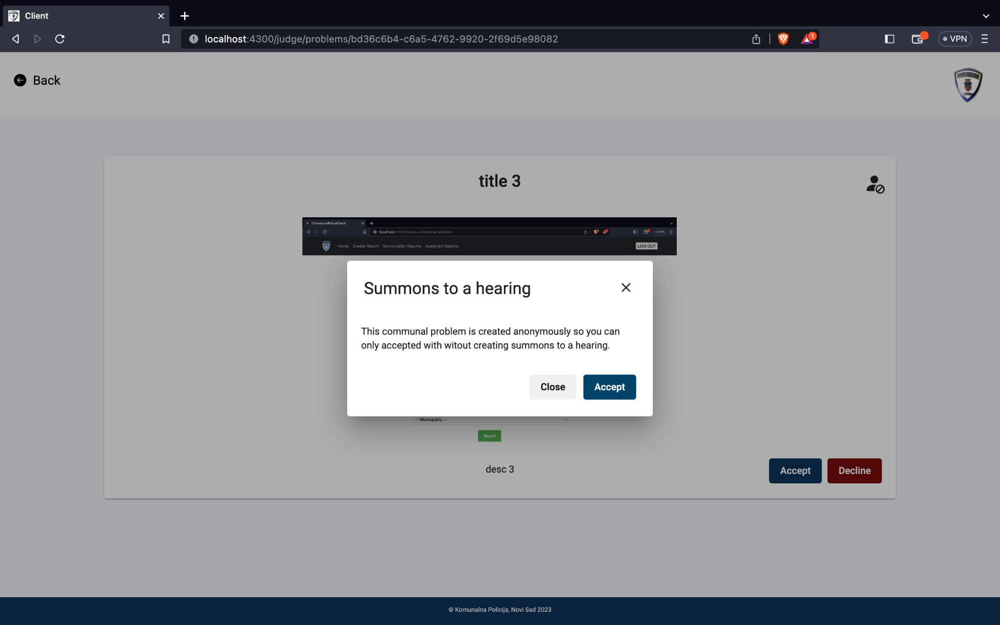 Client
localhost:4300/judge/problems/bd36c6b4-c6a5-4762-9920-2f69d5e98082
1
VPN
Back
title 3
CommunalPoliceClient
localhost:4400/create-communal-problem
VPN
Home Create Report Municipality Reports Assigned Reports LOG OUT
Summons to a hearing
This communal problem is created anonymously so you can
only accepted with witout creating summons to a hearing.
Close Accept
-- Municipality --
Report
desc 3
Accept Decline
© Komunalna Policija, Novi Sad 2023